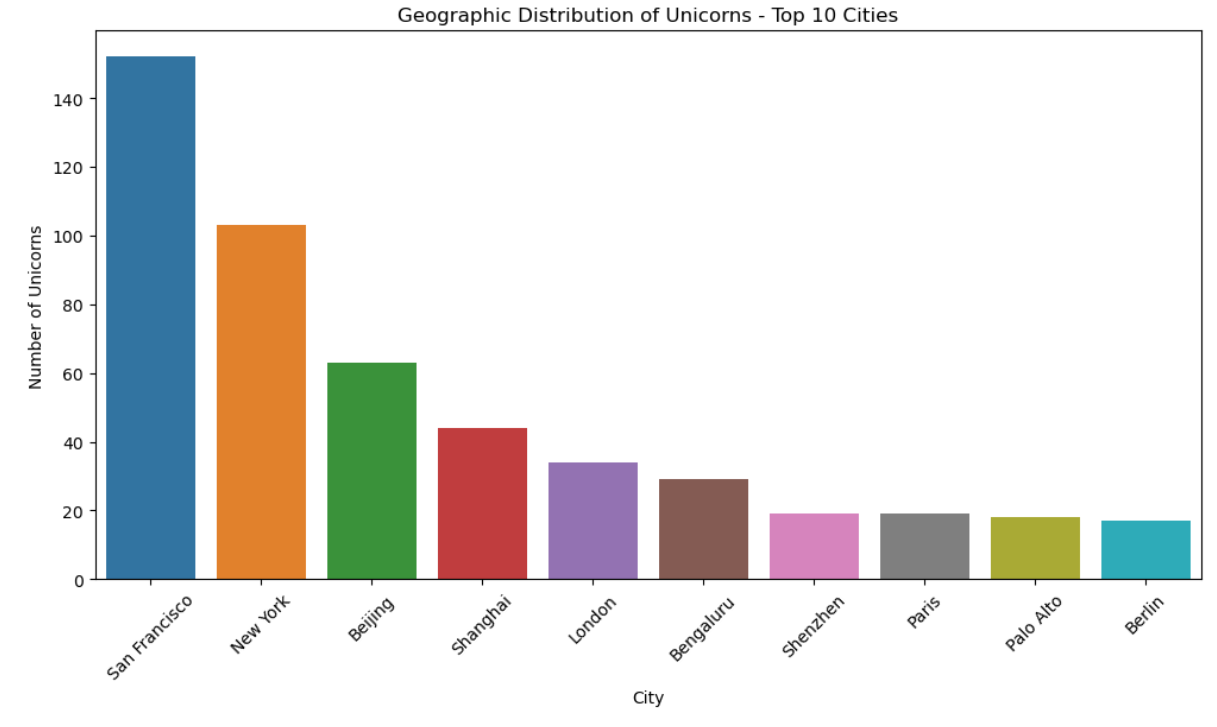 Geographic Distribution of Unicorns - Top 10 Cities
Number of Unicorns
140
120
100
80
60
40
20
0
San Francisco
New York
Beijing
Shanghai
London
Bengaluru
Shenzhen
Paris
Palo Alto
Berlin
City